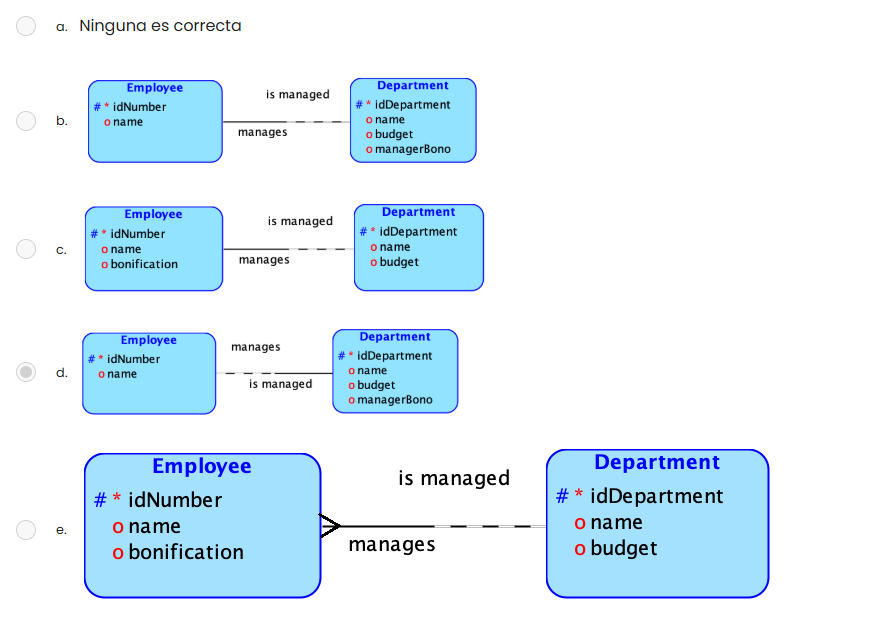 a. Ninguna es correcta
b.
Employee
# * idNumber
o name
is managed
manages
Department
# * idDepartment
o name
o budget
o managerBono
c.
Employee
# * idNumber
o name
o bonification
is managed
manages
Department
# * idDepartment
o name
o budget
d.
Employee
# * idNumber
o name
manages
is managed
Department
# * idDepartment
o name
o budget
o managerBono
e.
Employee
# * idNumber
o name
o bonification
is managed
manages
Department
# * idDepartment
o name
o budget